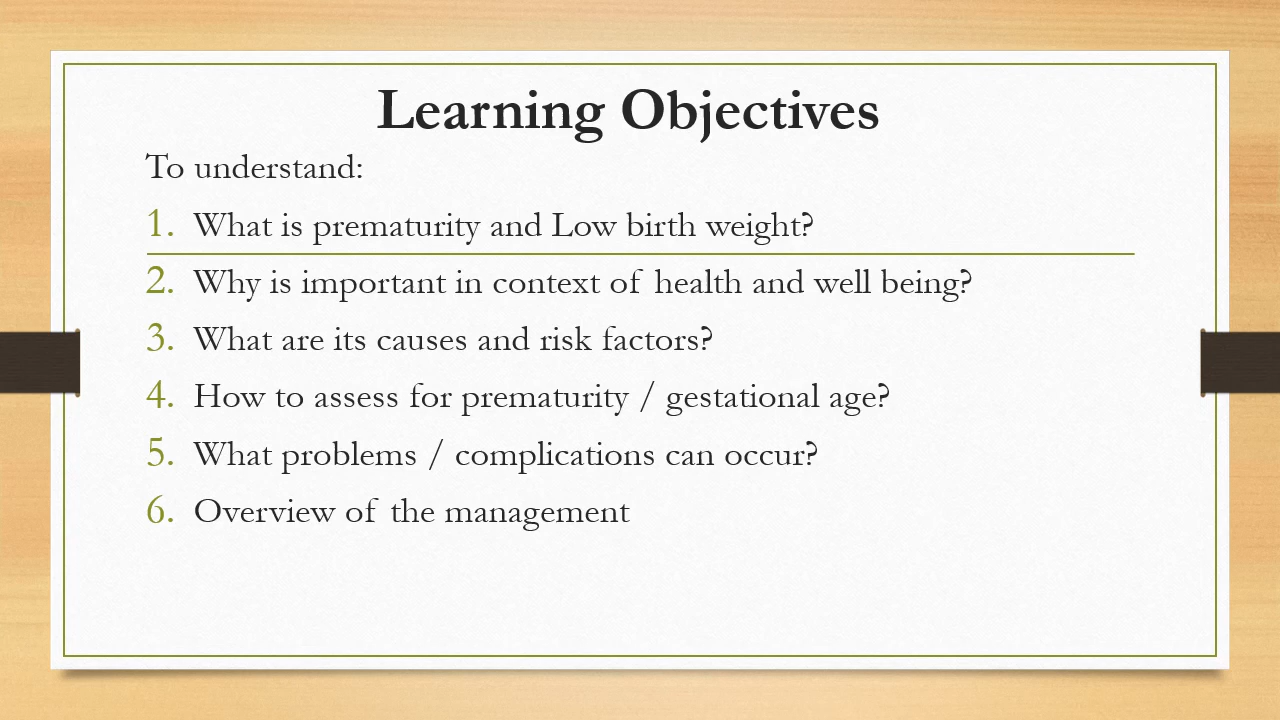 Learning Objectives
To understand:
1. What is prematurity and Low birth weight?
2. Why is important in context of health and well being?
3. What are its causes and risk factors?
4. How to assess for prematurity / gestational age?
5. What problems / complications can occur?
6. Overview of the management